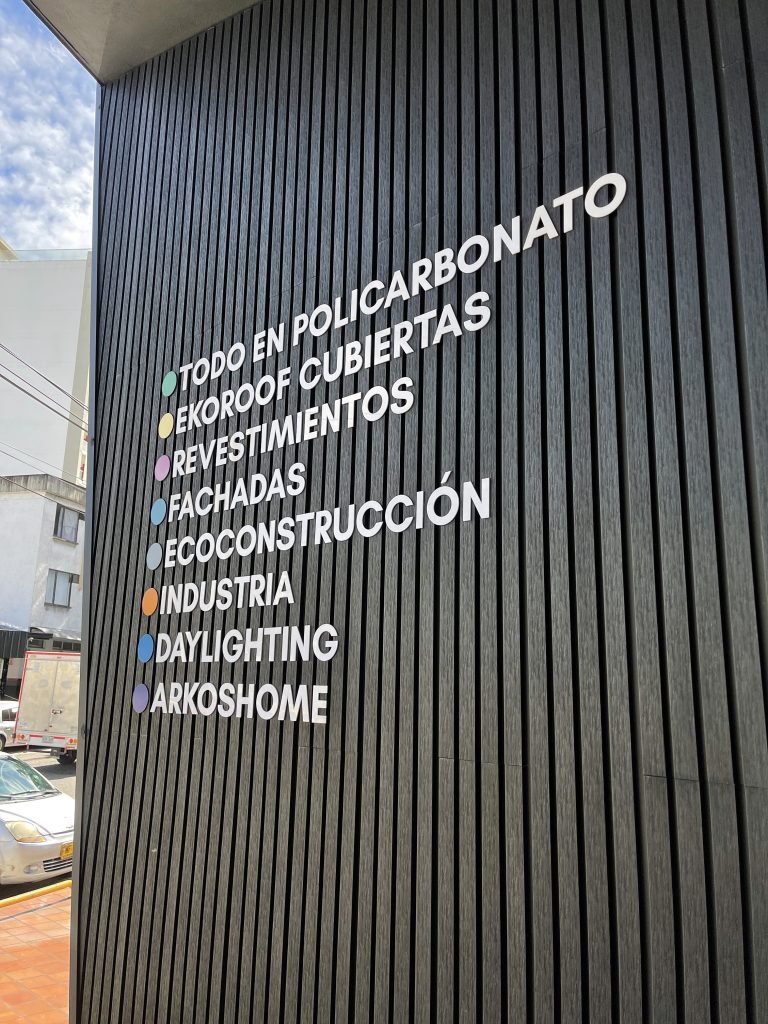 TODO EN POLICARBONATO
EKOROOF CUBIERTAS
REVESTIMIENTOS
FACHADAS
ECOCONSTRUCCIÓN
INDUSTRIA
DAYLIGHTING
ARKOSHOME